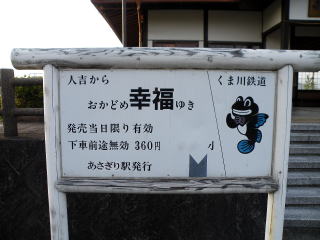 人吉から
くま川鉄道
おかどめ幸福ゆき
発売当日限り有効
下車前途無効 360円
小
あさぎり駅発行